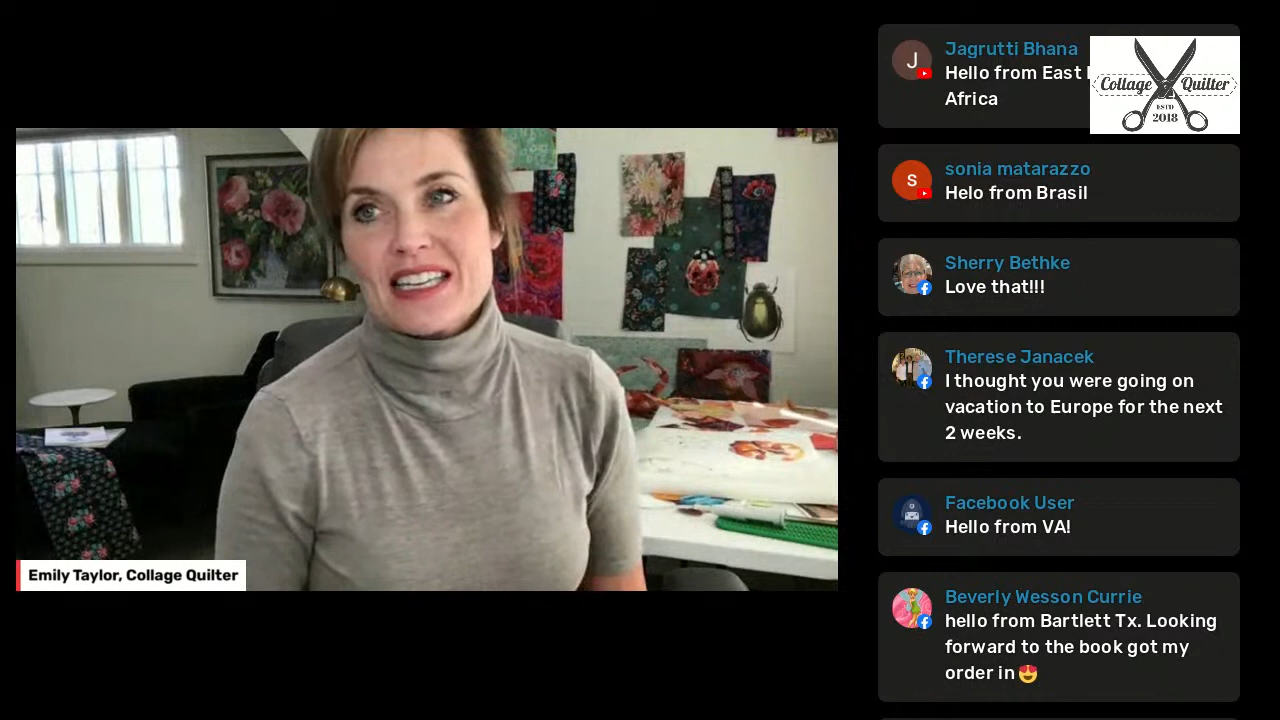 Emily Taylor, Collage Quilter
Jagrutti Bhana
J
Hello from East
Africa
Collage Quilter
ESTD
2018
s
sonia matarazzo
Helo from Brasil
Sherry Bethke
Love that!!!
Therese Janacek
I thought you were going on
vacation to Europe for the next
2 weeks.
Facebook User
Hello from VA!
Beverly Wesson Currie
hello from Bartlett Tx. Looking
forward to the book got my
order in 😍